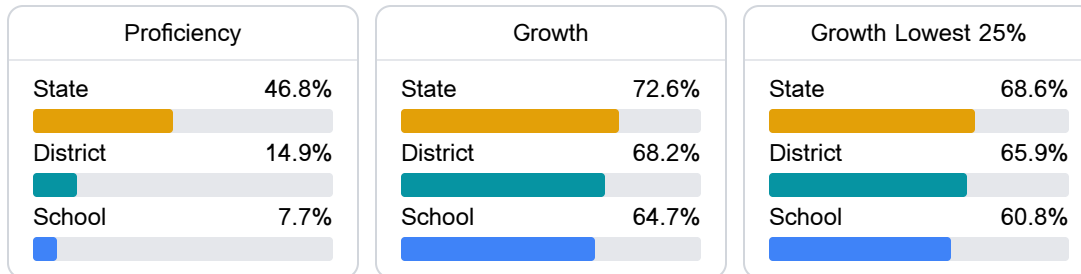 Proficiency
State 46.8%
District 14.9%
School 7.7%
Growth
State 72.6%
District 68.2%
School 64.7%
Growth Lowest 25%
State 68.6%
District 65.9%
School 60.8%